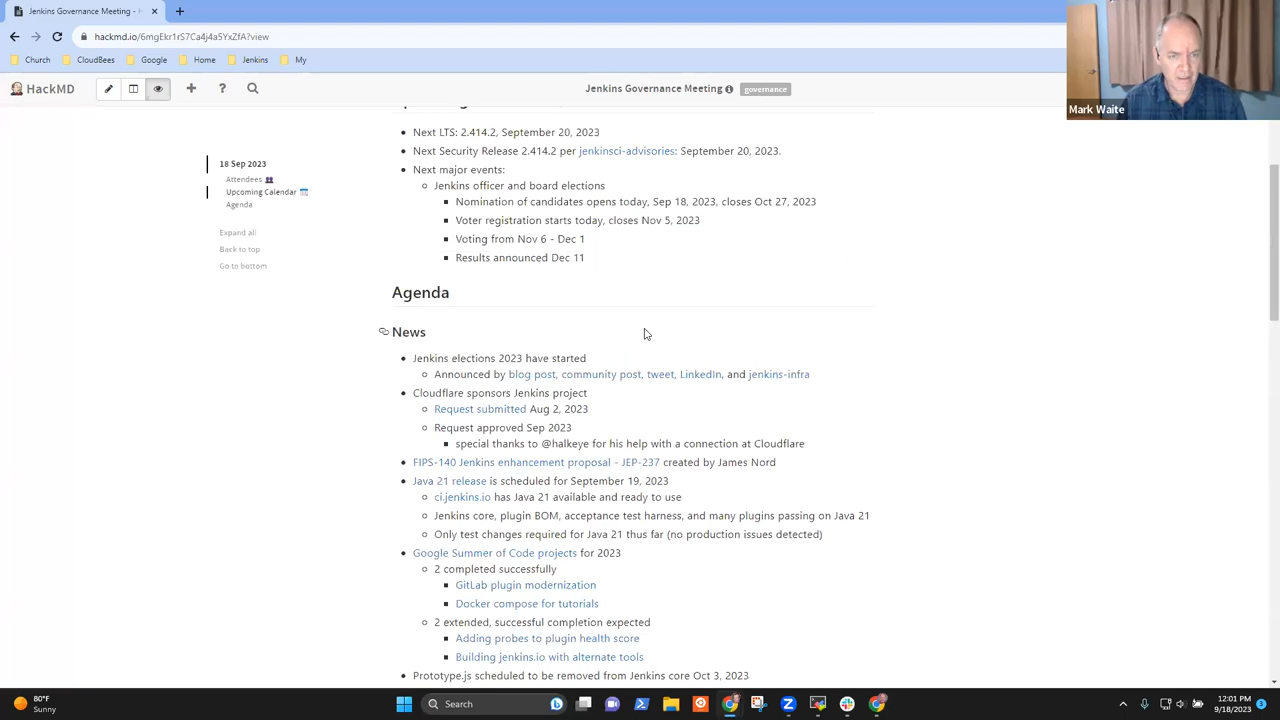 Jenkins Governance Meeting - H
hackmd.io/6mgEkr1rS7Ca4j4a5YxZfA?view
Church
CloudBees
Google
Home
Jenkins
My
HackMD
Jenkins Governance Meeting
governance
Mark Waite
18 Sep 2023
Attendees
Upcoming Calendar
Agenda
Expand all
Back to top
Go to bottom
Next LTS: 2.414.2, September 20, 2023
Next Security Release 2.414.2 per jenkinsci-advisories: September 20, 2023.
Next major events:
Jenkins officer and board elections
Nomination of candidates opens today, Sep 18, 2023, closes Oct 27, 2023
Voter registration starts today, closes Nov 5, 2023
Voting from Nov 6 - Dec 1
Results announced Dec 11
Agenda
News
Jenkins elections 2023 have started
Announced by blog post, community post, tweet, LinkedIn, and jenkins-infra
Cloudflare sponsors Jenkins project
Request submitted Aug 2, 2023
Request approved Sep 2023
special thanks to @halkeye for his help with a connection at Cloudflare
FIPS-140 Jenkins enhancement proposal - JEP-237 created by James Nord
Java 21 release is scheduled for September 19, 2023
ci.jenkins.io has Java 21 available and ready to use
Jenkins core, plugin BOM, acceptance test harness, and many plugins passing on Java 21
Only test changes required for Java 21 thus far (no production issues detected)
Google Summer of Code projects for 2023
2 completed successfully
GitLab plugin modernization
Docker compose for tutorials
2 extended, successful completion expected
Adding probes to plugin health score
Building jenkins.io with alternate tools
Prototype.js scheduled to be removed from Jenkins core Oct 3, 2023
80°F
Sunny
Search
12:01 PM
9/18/2023
3